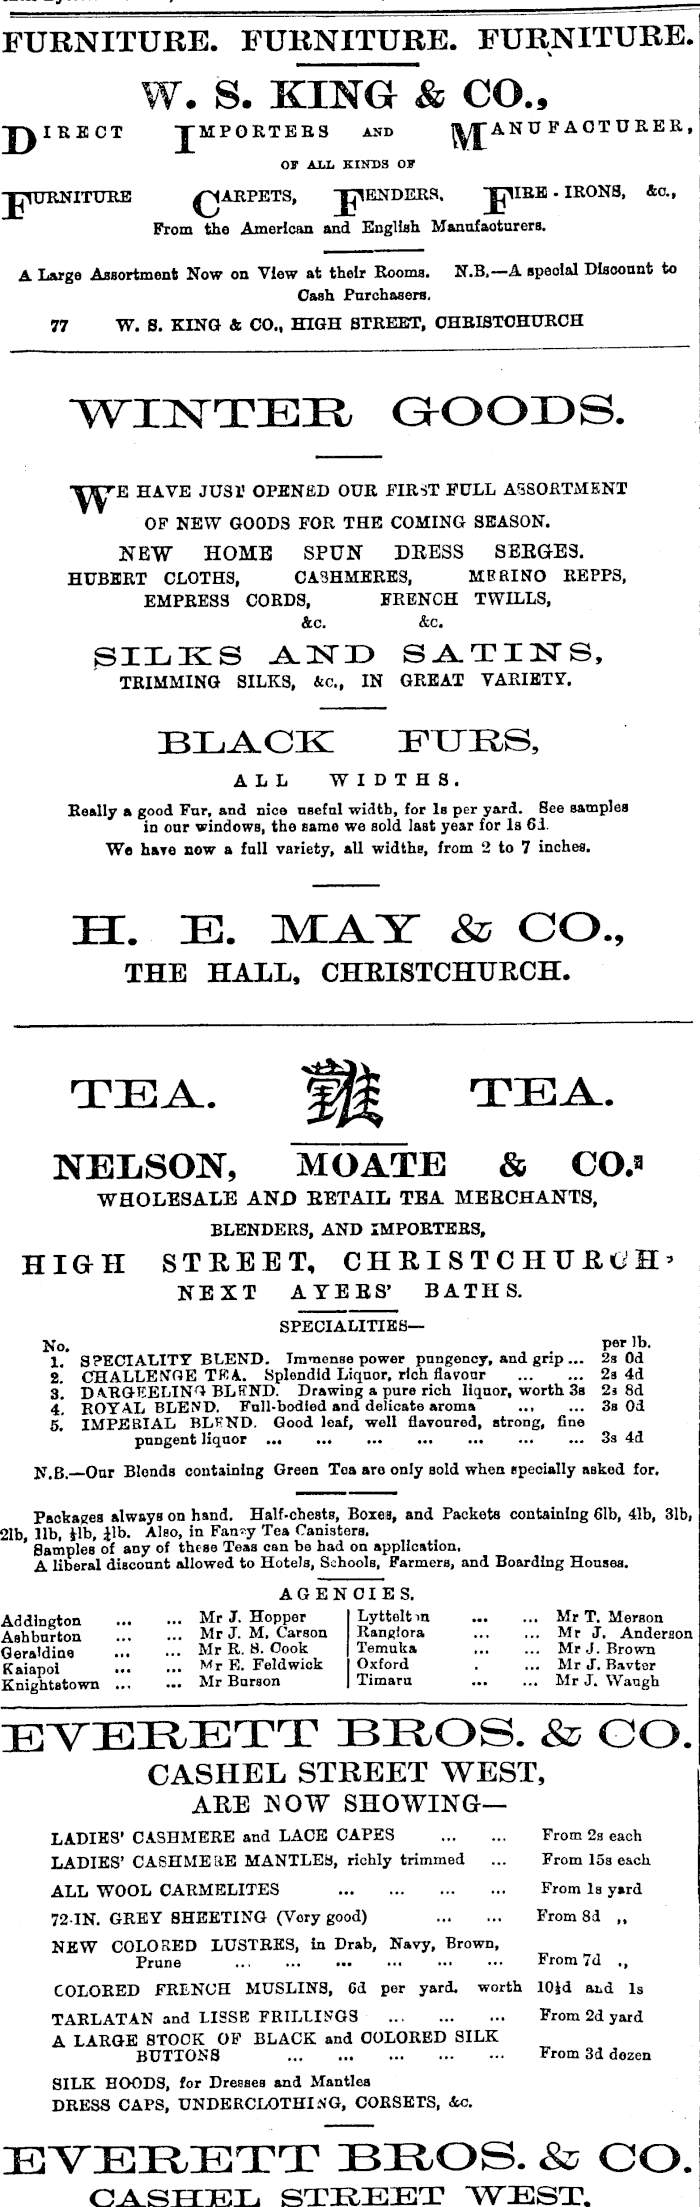 FURNITURE. FURNITURE. FURNITURE.
W. S. KING & CO.,
DIRECT IMPORTERS AND MANUFACTURER,
OF ALL KINDS OF
FURNITURE CARPETS, FENDERS, FIRE-IRONS, &c.,
From the American and English Manufacturers.
A Large Assortment Now on View at their Rooms. N.B.—A special Discount to
Cash Purchasers.
77 W. S. KING & CO., HIGH STREET, CHRISTCHURCH
WINTER GOODS.
WE HAVE JUST OPENED OUR FIRST FULL ASSORTMENT
OF NEW GOODS FOR THE COMING SEASON.
NEW HOME SPUN DRESS SERGES.
HUBERT CLOTHS, CASHMERES, MERINO REPPS,
EMPRESS CORDS, FRENCH TWILLS,
&c. &c.
SILKS AND SATINS,
TRIMMING SILKS, &c., IN GREAT VARIETY.
BLACK FURS,
ALL WIDTHS.
Really a good Fur, and nice useful width, for 1s per yard. See samples
in our windows, the same we sold last year for 1s 6d.
We have now a full variety, all widths, from 2 to 7 inches.
H. E. MAY & CO.,
THE HALL, CHRISTCHURCH.
TEA. TEA.
NELSON, MOATE & CO.,
WHOLESALE AND RETAIL TEA MERCHANTS,
BLENDERS, AND IMPORTERS,
HIGH STREET, CHRISTCHURCH,
NEXT AYERS' BATHS.
SPECIALITIES—
No. per lb.
1. SPECIALITY BLEND. Immense power pungency, and grip ... 2s 0d
2. CHALLENGE TEA. Splendid Liquor, rich flavour ... ... 2s 4d
3. DARGEELING BLEND. Drawing a pure rich liquor, worth 3s 2s 8d
4. ROYAL BLEND. Full-bodied and delicate aroma ... ... 3s 0d
5. IMPERIAL BLEND. Good leaf, well flavoured, strong, fine
pungent liquor ... ... ... ... ... ... ... 3s 4d
N.B.—Our Blends containing Green Tea are only sold when specially asked for.
Packages always on hand. Half-chests, Boxes, and Packets containing 6lb, 4lb, 3lb,
2lb, 1lb, ½lb, ¼lb. Also, in Fancy Tea Canisters.
Samples of any of these Teas can be had on application.
A liberal discount allowed to Hotels, Schools, Farmers, and Boarding Houses.
AGENCIES.
Addington ... ... Mr J. Hopper
Ashburton ... ... Mr J. M. Carson
Geraldine ... ... Mr R. S. Cook
Kaiapoi ... ... Mr E. Feldwick
Knightstown ... ... Mr Burson
Lyttelton ... ... Mr T. Merson
Rangiora ... ... Mr J. Anderson
Temuka ... ... Mr J. Brown
Oxford . ... Mr J. Baxter
Timaru ... ... Mr J. Waugh
EVERETT BROS. & CO.
CASHEL STREET WEST,
ARE NOW SHOWING—
LADIES' CASHMERE and LACE CAPES ... ... From 2s each
LADIES' CASHMERE MANTLES, richly trimmed ... From 15s each
ALL WOOL CARMELITES ... ... ... ... From 1s yard
72-IN. GREY SHEETING (Very good) ... ... From 8d ,,
NEW COLORED LUSTRES, in Drab, Navy, Brown,
Prune ... ... ... ... ... ... From 7d ,,
COLORED FRENCH MUSLINS, 6d per yard, worth 10½d and 1s
TARLATAN and LISSE FRILLINGS ... ... ... From 2d yard
A LARGE STOCK OF BLACK and COLORED SILK
BUTTONS ... ... ... ... ... From 3d dozen
SILK HOODS, for Dresses and Mantles
DRESS CAPS, UNDERCLOTHING, CORSETS, &c.
EVERETT BROS. & CO.
CASHEL STREET WEST.